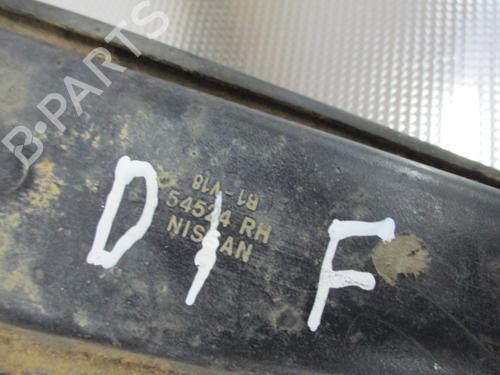 B-PARTS
81-V18
54524 RH
NISSAN
D I F